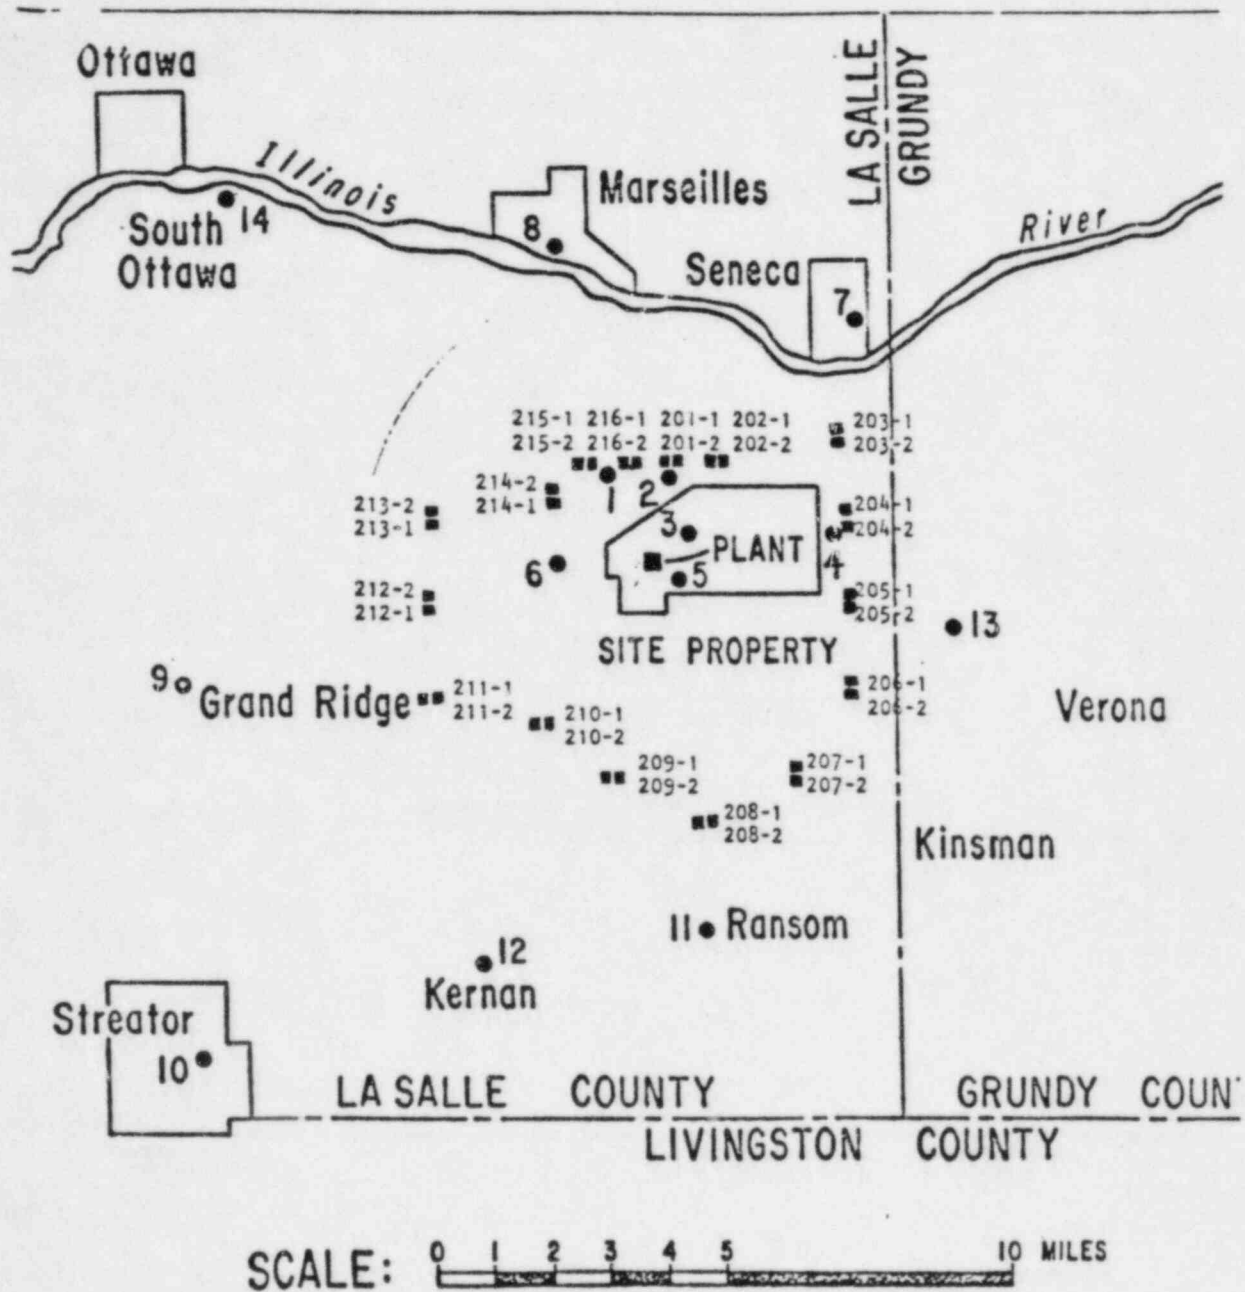 Ottawa
LA SALLE
GRUNDY
Illinois
Marseilles
14
South
Ottawa
8
River
Seneca
7
215-1 216-1 201-1 202-1
215-2 216-2 201-2 202-2
203-1
203-2
214-2
214-1
1
2
213-2
213-1
204-1
204-2
3
PLANT
4
6
5
212-2
212-1
205-1
205-2
13
SITE PROPERTY
9
Grand Ridge
211-1
211-2
206-1
206-2
Verona
210-1
210-2
209-1
209-2
207-1
207-2
208-1
208-2
Kinsman
11
Ransom
12
Kernan
Streator
10
LA SALLE COUNTY
GRUNDY COUN
LIVINGSTON COUNTY
SCALE:
0 1 2 3 4 5 10 MILES